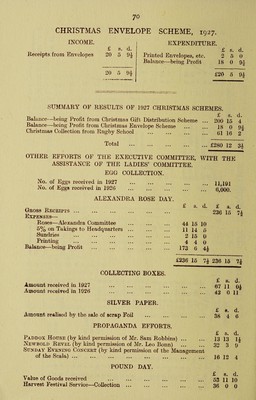 70
CHRISTMAS ENVELOPE SCHEME, 1927.
INCOME. EXPENDITURE.
£ s. d. £ s. d.
Receipts from Envelopes 20 5 9½ Printed Envelopes, etc. 2 5 0
Balance—being Profit 18 0 9½
20 5 9½ £20 5 9½
SUMMARY OF RESULTS OF 1927 CHRISTMAS SCHEMES.
£ s. d.
Balance—being Profit from Christmas Gift Distribution Scheme ... 200 15 4
Balance—being Profit from Christmas Envelope Scheme ... 18 0 9½
Christmas Collection from Rugby School ... 61 16 2
Total ... £280 12 3½
OTHER EFFORTS OF THE EXECUTIVE COMMITTEE, WITH THE
ASSISTANCE OF THE LADIES' COMMITTEE.
EGG COLLECTION.
No. of Eggs received in 1927 ... 11,191
No. of Eggs received in 1926 ... 6,000.
ALEXANDRA ROSE DAY.
£ s. d. £ s. d.
Gross Receipts ... 236 15 7½
Expenses—
Roses—Alexandra Committee ... 44 15 10
5% on Takings to Headquarters ... 11 14 5
Sundries ... 2 15 0
Printing ... 4 4 0
Balance—being Profit ... 173 6 4½
£236 15 7½ 236 15 7½
COLLECTING BOXES.
£ s. d.
Amount received in 1927 ... 67 11 0½
Amount received in 1926 ... 42 0 11
SILVER PAPER.
£ s. d.
Amount realised by the sale of scrap Foil ... 38 4 6
PROPAGANDA EFFORTS.
£ s. d.
Paddox House (by kind permission of Mr. Sam Robbins) ... 13 13 1½
Newbold Revel (by kind permission of Mr. Leo Bonn) ... 32 3 9
Sunday Evening Concert (by kind permission of the Management
of the Scala) ... 16 12 4
POUND DAY.
£ s. d.
Value of Goods received ... 53 11 10
Harvest Festival Service—Collection ... 36 0 0